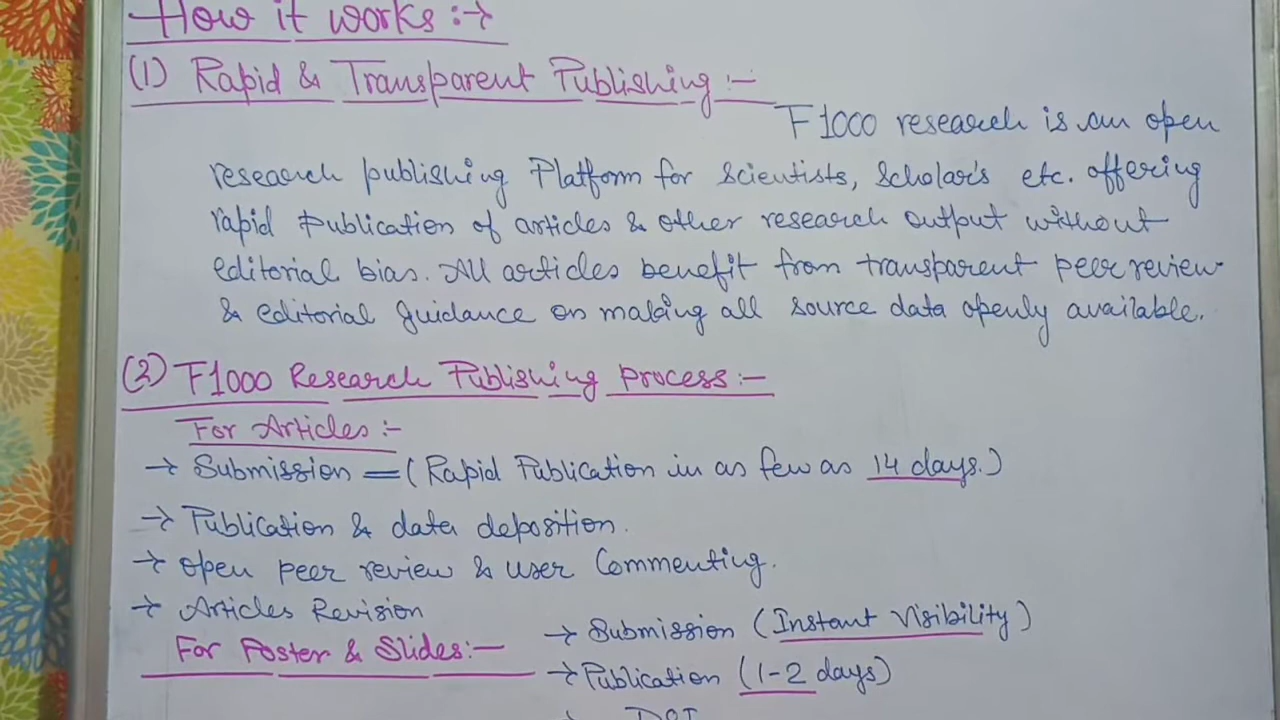 How it works :→
(1) Rapid & Transparent Publishing :-
F1000 research is an open
research publishing Platform for Scientists, Scholar's etc. offering
rapid publication of articles & other research output without
editorial bias. All articles benefit from transparent peer review
& editorial guidance on making all source data openly available.
(2) F1000 Research Publishing process :-
For Articles :-
→ Submission = (Rapid Publication in as few as 14 days.)
→ Publication & data deposition.
→ open peer review & user Commenting.
→ Articles Revision
For Poster & Slides :-
→ Submission (Instant Visibility)
→ Publication (1-2 days)
→ DOI